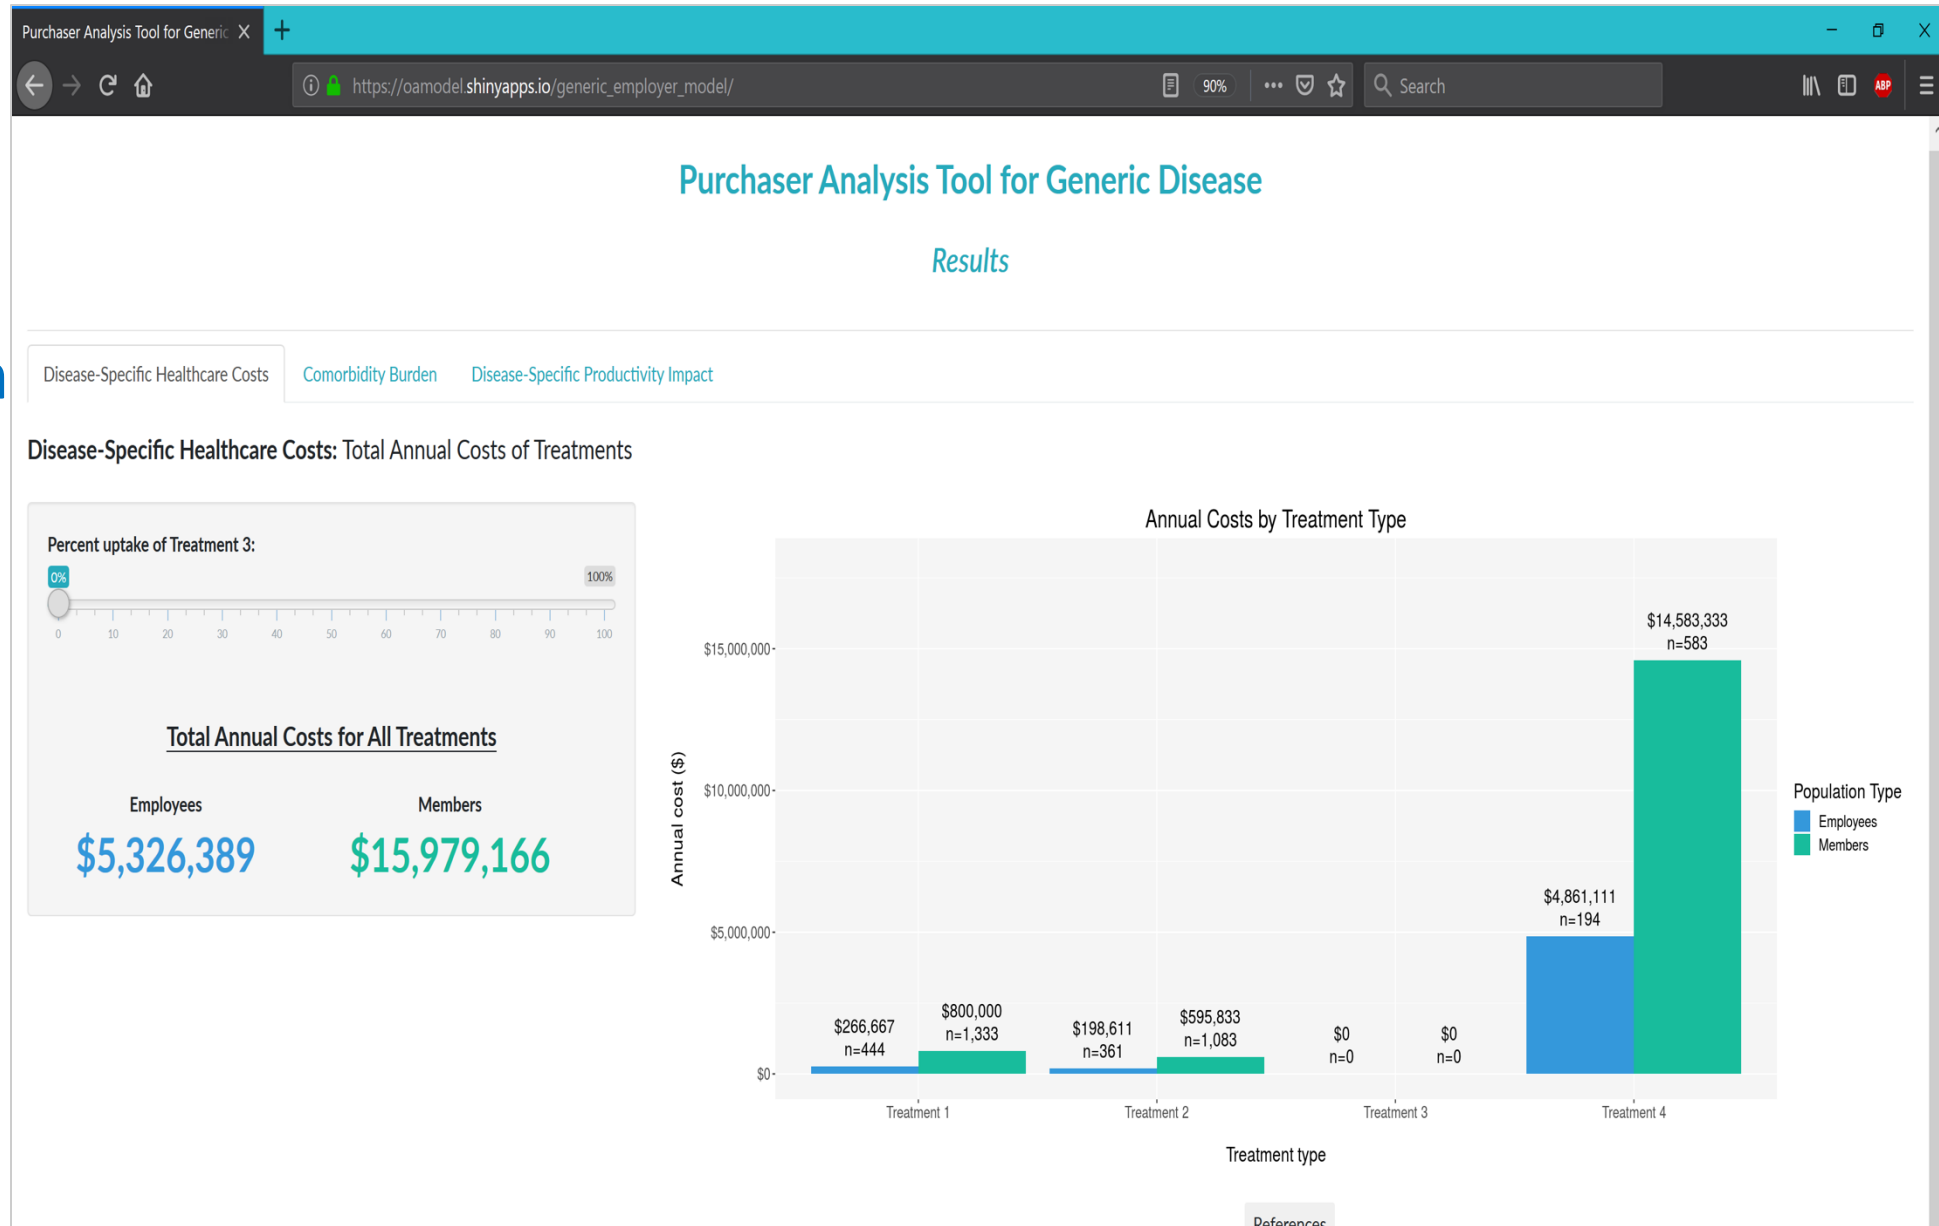 Purchaser Analysis Tool for Generic
https://oamodel.shinyapps.io/generic_employer_model/
90%
Search
ABP
Purchaser Analysis Tool for Generic Disease
Results
Disease-Specific Healthcare Costs Comorbidity Burden Disease-Specific Productivity Impact
Disease-Specific Healthcare Costs: Total Annual Costs of Treatments
Percent uptake of Treatment 3:
0% 100%
0 10 20 30 40 50 60 70 80 90 100
Total Annual Costs for All Treatments
Employees Members
$5,326,389 $15,979,166
Annual Costs by Treatment Type
Annual cost ($)
$15,000,000
$10,000,000
$5,000,000
$0
$266,667
n=444
$800,000
n=1,333
$198,611
n=361
$595,833
n=1,083
$0
n=0
$0
n=0
$4,861,111
n=194
$14,583,333
n=583
Treatment 1 Treatment 2 Treatment 3 Treatment 4
Treatment type
Population Type
Employees
Members
References